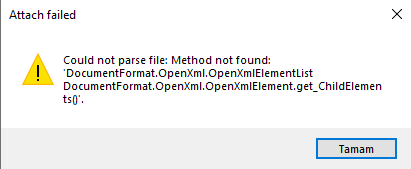 Attach failed
Could not parse file: Method not found:
'DocumentFormat.OpenXml.OpenXmlElementList
DocumentFormat.OpenXml.OpenXmlElement.get_ChildElemen
ts()'.
Tamam